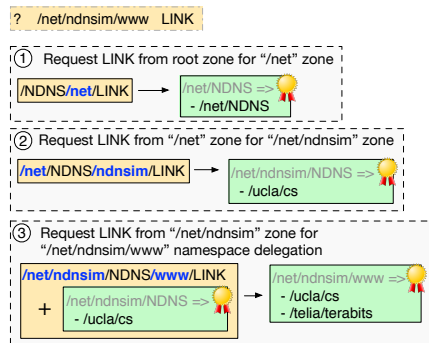 ? /net/ndnsim/www LINK
1 Request LINK from root zone for “/net” zone
/NDNS/net/LINK
/net/NDNS =>
- /net/NDNS
2 Request LINK from “/net” zone for “/net/ndnsim” zone
/net/NDNS/ndnsim/LINK
/net/ndnsim/NDNS =>
- /ucla/cs
3 Request LINK from “/net/ndnsim” zone for
“/net/ndnsim/www” namespace delegation
/net/ndnsim/NDNS/www/LINK
+
/net/ndnsim/NDNS =>
- /ucla/cs
/net/ndnsim/www =>
- /ucla/cs
- /telia/terabits